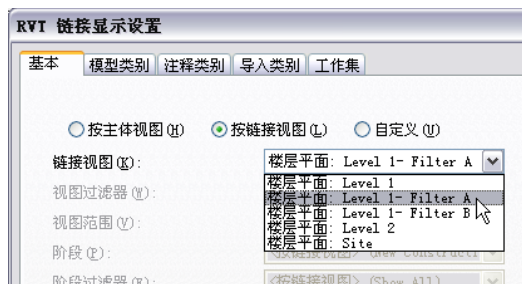 RVT 链接显示设置
基本 模型类别 注释类别 导入类别 工作集
按主体视图(H) 按链接视图(L) 自定义(U)
链接视图(K): 楼层平面: Level 1- Filter A
楼层平面: Level 1
视图过滤器(W): 楼层平面: Level 1- Filter A
楼层平面: Level 1- Filter B
视图范围(V): 楼层平面: Level 2
楼层平面: Site
阶段(P): <按链接视图> (New Constructi
阶段过滤器(R): <按链接视图> (Show All)